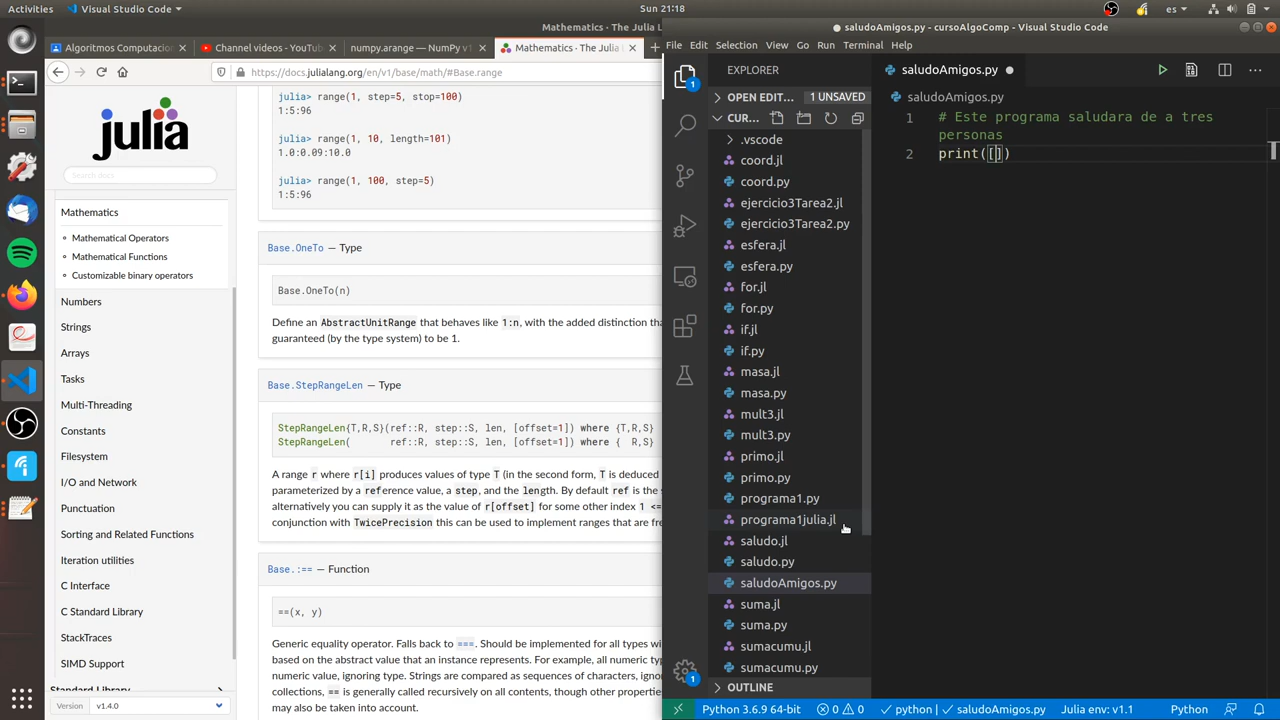 Activities
Visual Studio Code
Sun 21:18
es
Mathematics · The Julia L
saludoAmigos.py - cursoAlgoComp - Visual Studio Code
Algoritmos Computacion
Channel videos - YouTub
numpy.arange — NumPy v1
Mathematics · The Julia
https://docs.julialang.org/en/v1/base/math/#Base.range
File Edit Selection View Go Run Terminal Help
julia
Search docs
Mathematics
Mathematical Operators
Mathematical Functions
Customizable binary operators
Numbers
Strings
Arrays
Tasks
Multi-Threading
Constants
Filesystem
I/O and Network
Punctuation
Sorting and Related Functions
Iteration utilities
C Interface
C Standard Library
StackTraces
SIMD Support
Standard Library
Version v1.4.0
julia> range(1, step=5, stop=100)
1:5:96
julia> range(1, 10, length=101)
1.0:0.09:10.0
julia> range(1, 100, step=5)
1:5:96
Base.OneTo — Type
Base.OneTo(n)
Define an AbstractUnitRange that behaves like 1:n, with the added distinction tha
guaranteed (by the type system) to be 1.
Base.StepRangeLen — Type
StepRangeLen{T,R,S}(ref::R, step::S, len, [offset=1]) where {T,R,S}
StepRangeLen( ref::R, step::S, len, [offset=1]) where { R,S}
A range r where r[i] produces values of type T (in the second form, T is deduced
parameterized by a reference value, a step, and the length. By default ref is the s
alternatively you can supply it as the value of r[offset] for some other index 1 <=
conjunction with TwicePrecision this can be used to implement ranges that are fre
Base.:== — Function
==(x, y)
Generic equality operator. Falls back to ===. Should be implemented for all types wi
based on the abstract value that an instance represents. For example, all numeric typ
numeric value, ignoring type. Strings are compared as sequences of characters, igno
collections, == is generally called recursively on all contents, though other properties
may also be taken into account.
EXPLORER
OPEN EDIT... 1 UNSAVED
CUR...
.vscode
coord.jl
coord.py
ejercicio3Tarea2.jl
ejercicio3Tarea2.py
esfera.jl
esfera.py
for.jl
for.py
if.jl
if.py
masa.jl
masa.py
mult3.jl
mult3.py
primo.jl
primo.py
programa1.py
programa1julia.jl
saludo.jl
saludo.py
saludoAmigos.py
suma.jl
suma.py
sumacumu.jl
sumacumu.py
OUTLINE
1
1
saludoAmigos.py
saludoAmigos.py
1 # Este programa saludara de a tres
personas
2 print([])
Python 3.6.9 64-bit
0 0
python | saludoAmigos.py
Julia env: v1.1
Python